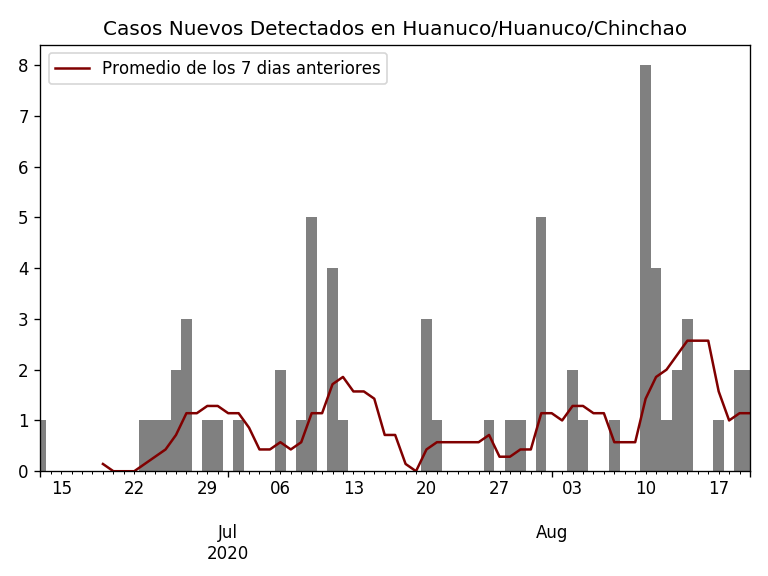 Casos Nuevos Detectados en Huanuco/Huanuco/Chinchao
Promedio de los 7 dias anteriores
8
7
6
5
4
3
2
1
0
15 22 29 06 13 20 27 03 10 17
Jul Aug
2020